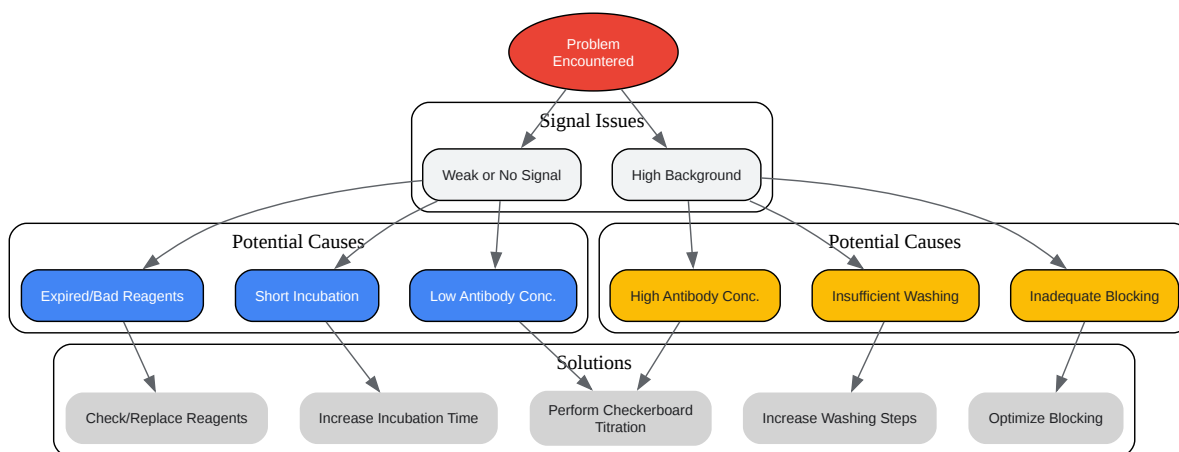 Problem
Encountered
Signal Issues
Weak or No Signal
High Background
Potential Causes
Potential Causes
Expired/Bad Reagents
Short Incubation
Low Antibody Conc.
High Antibody Conc.
Insufficient Washing
Inadequate Blocking
Solutions
Check/Replace Reagents
Increase Incubation Time
Perform Checkerboard
Titration
Increase Washing Steps
Optimize Blocking